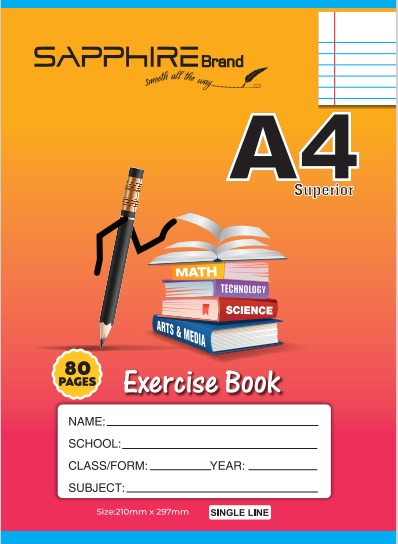 SAPPHIRE Brand
smooth all the way
A4
Superior
MATH
TECHNOLOGY
SCIENCE
ARTS & MEDIA
80
PAGES
Exercise Book
NAME:
SCHOOL:
CLASS/FORM: YEAR:
SUBJECT:
Size:210mm x 297mm SINGLE LINE